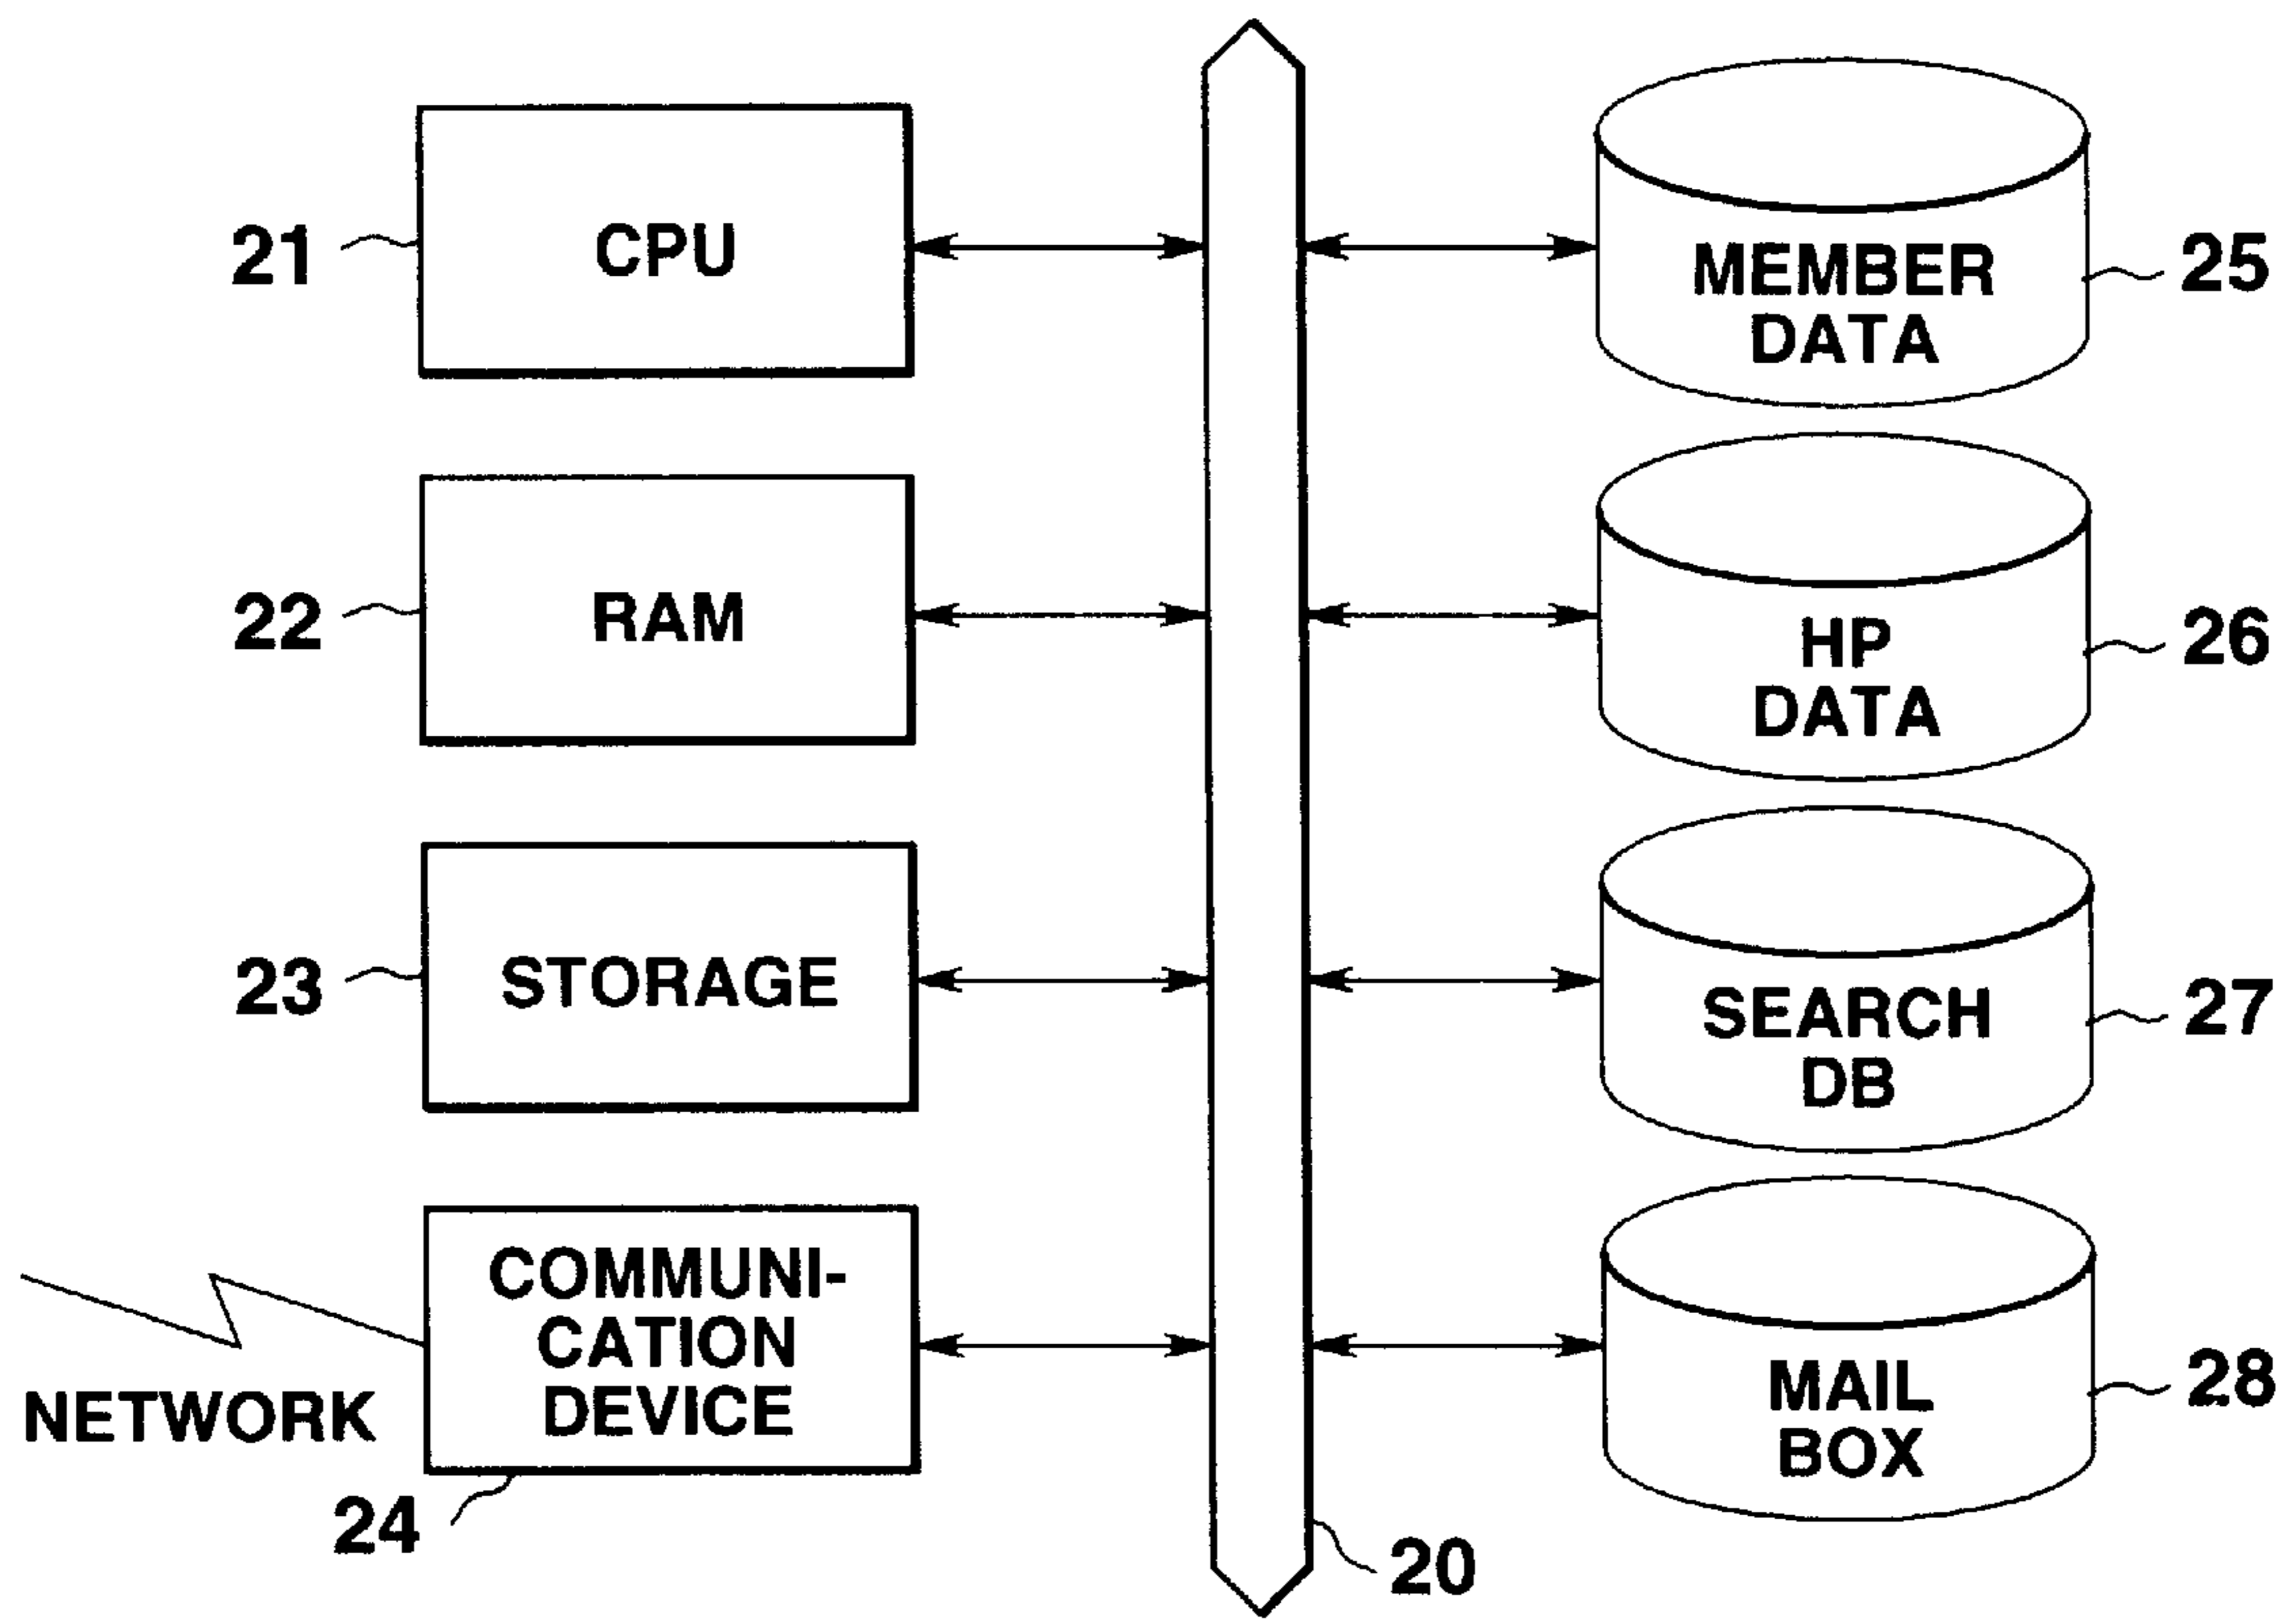 21
CPU
MEMBER
DATA
25
22
RAM
HP
DATA
26
23
STORAGE
SEARCH
DB
27
COMMUNI-
CATION
DEVICE
NETWORK
24
MAIL
BOX
28
20